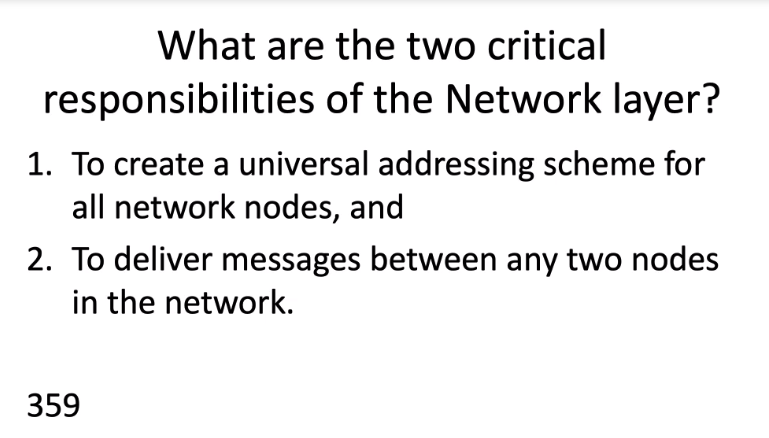 What are the two critical
responsibilities of the Network layer?
1. To create a universal addressing scheme for
all network nodes, and
2. To deliver messages between any two nodes
in the network.
359